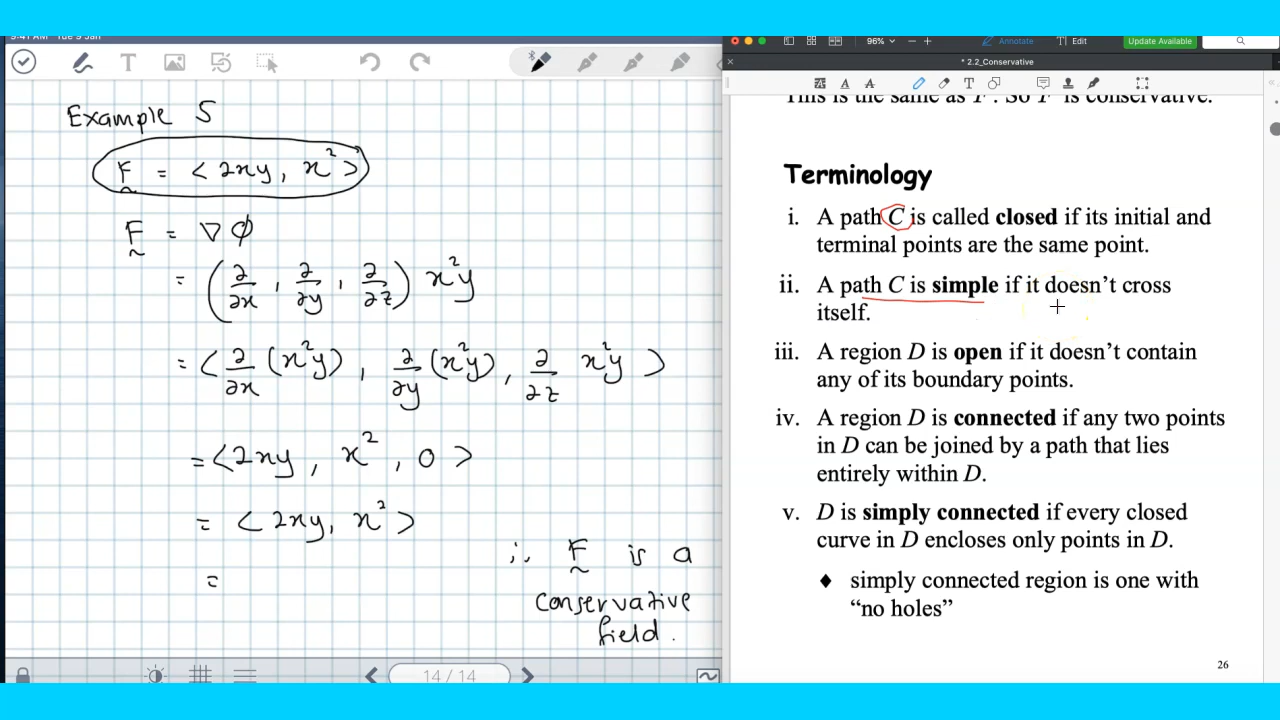 Tue 9 Jan
Example 5
F = < 2xy, x² >
F = ∇ φ
= ( ∂/∂x , ∂/∂y , ∂/∂z ) x²y
= < ∂/∂x (x²y) , ∂/∂y (x²y) , ∂/∂z x²y >
= < 2xy , x² , 0 >
= < 2xy, x² >
∴ F is a
=
conservative
field.
14 / 14
96%
Annotate
Edit
Update Available
* 2.2_Conservative
This is the same as F. So F is conservative.
Terminology
i. A path C is called closed if its initial and
terminal points are the same point.
ii. A path C is simple if it doesn't cross
itself.
iii. A region D is open if it doesn't contain
any of its boundary points.
iv. A region D is connected if any two points
in D can be joined by a path that lies
entirely within D.
v. D is simply connected if every closed
curve in D encloses only points in D.
♦ simply connected region is one with
"no holes"
26